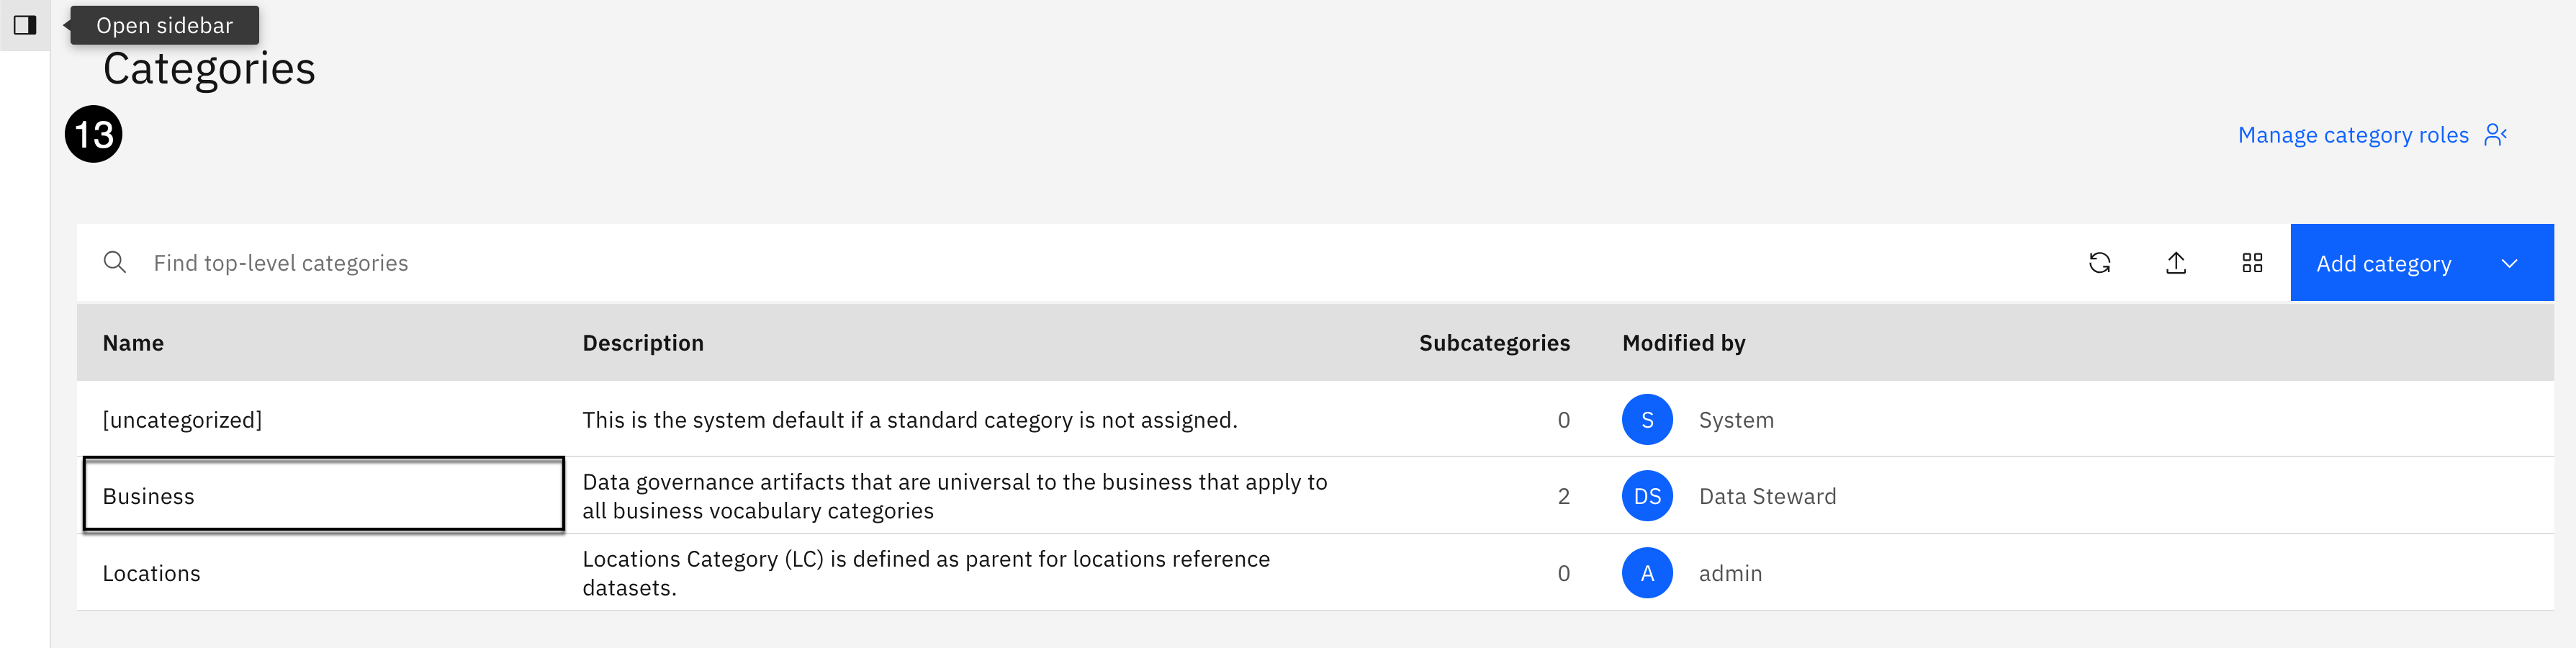 Open sidebar
Categories
13
Manage category roles
Find top-level categories
Add category
Name Description Subcategories Modified by
[uncategorized] This is the system default if a standard category is not assigned. 0 S System
Business Data governance artifacts that are universal to the business that apply to all business vocabulary categories 2 DS Data Steward
Locations Locations Category (LC) is defined as parent for locations reference datasets. 0 A admin